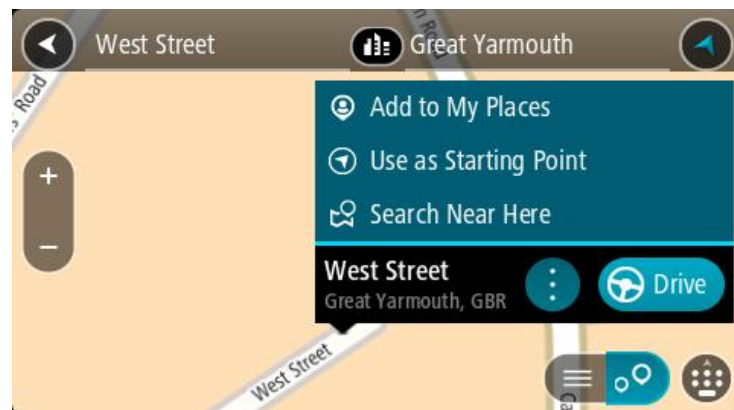 West Street
Great Yarmouth
Road
Add to My Places
Use as Starting Point
Search Near Here
West Street
Great Yarmouth, GBR
Drive
West Street